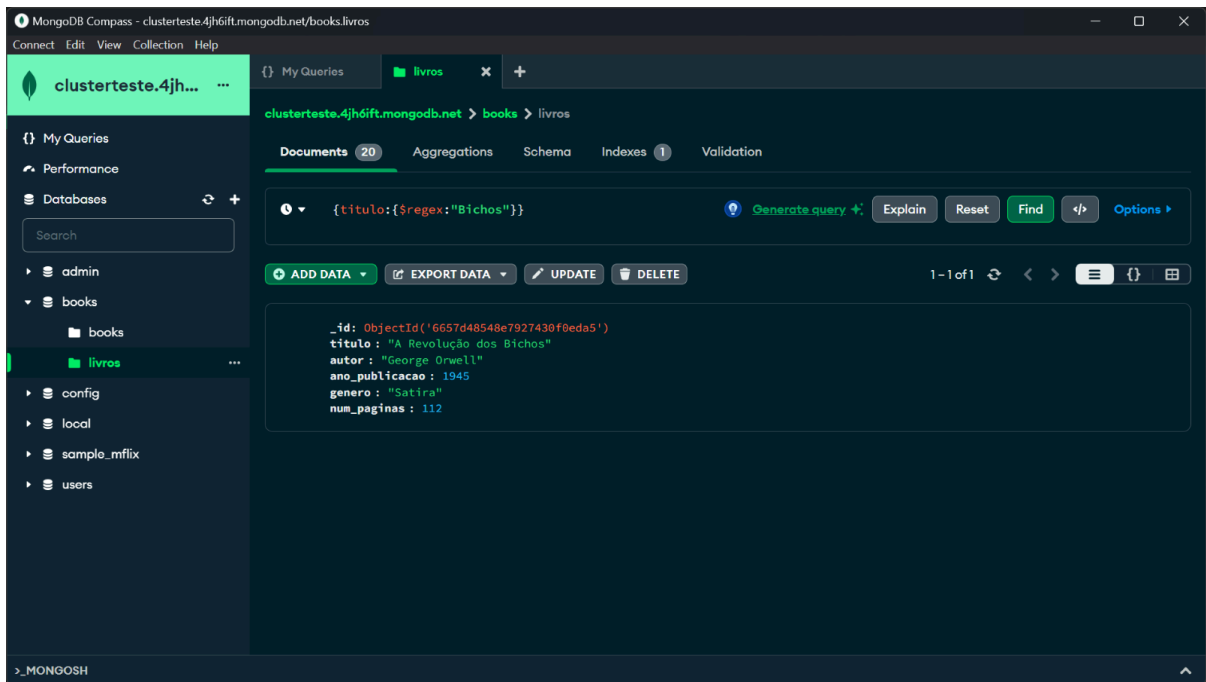 MongoDB Compass - clusterteste.4jh6ift.mongodb.net/books.livros
Connect Edit View Collection Help
clusterteste.4jh... ...
{} My Queries
livros
clusterteste.4jh6ift.mongodb.net > books > livros
{} My Queries
Performance
Databases
Search
admin
books
books
livros ...
config
local
sample_mflix
users
Documents 20 Aggregations Schema Indexes 1 Validation
{titulo:{$regex:"Bichos"}}
Generate query Explain Reset Find </> Options
ADD DATA EXPORT DATA UPDATE DELETE 1-1 of 1 {}
_id: ObjectId('6657d48548e7927430f0eda5')
titulo : "A Revolução dos Bichos"
autor : "George Orwell"
ano_publicacao : 1945
genero : "Satira"
num_paginas : 112
>_MONGOSH